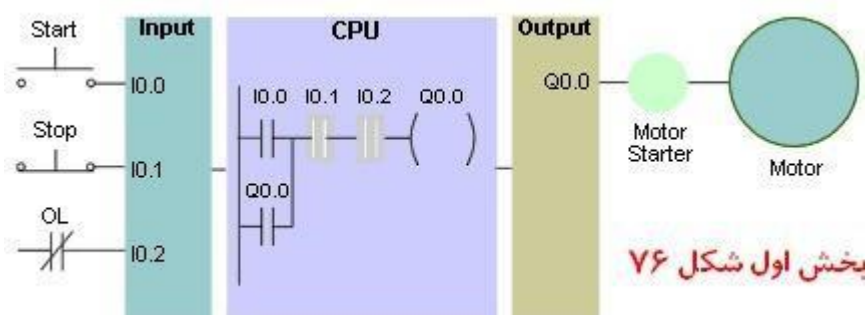 Start
Input
CPU
Output
I0.0
I0.0 I0.1 I0.2 Q0.0
Q0.0
Stop
Motor Starter
Motor
I0.1
Q0.0
OL
I0.2
بخش اول شکل ۷۶